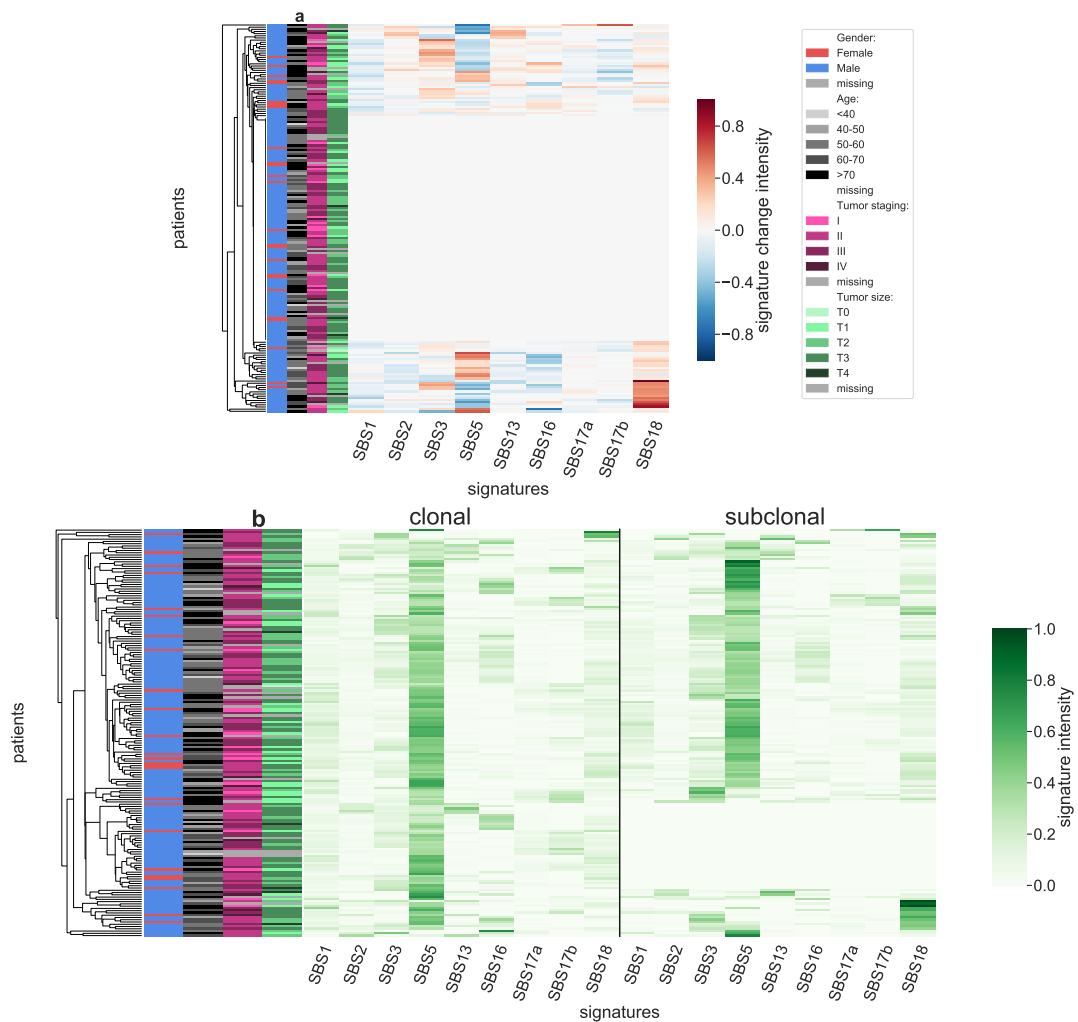 a
patients
SBS1
SBS2
SBS3
SBS5
SBS13
SBS16
SBS17a
SBS17b
SBS18
signatures
0.8
0.4
0.0
−0.4
−0.8
signature change intensity
Gender:
Female
Male
missing
Age:
<40
40-50
50-60
60-70
>70
missing
Tumor staging:
I
II
III
IV
missing
Tumor size:
T0
T1
T2
T3
T4
missing
b
clonal
subclonal
patients
SBS1
SBS2
SBS3
SBS5
SBS13
SBS16
SBS17a
SBS17b
SBS18
SBS1
SBS2
SBS3
SBS5
SBS13
SBS16
SBS17a
SBS17b
SBS18
signatures
1.0
0.8
0.6
0.4
0.2
0.0
signature intensity